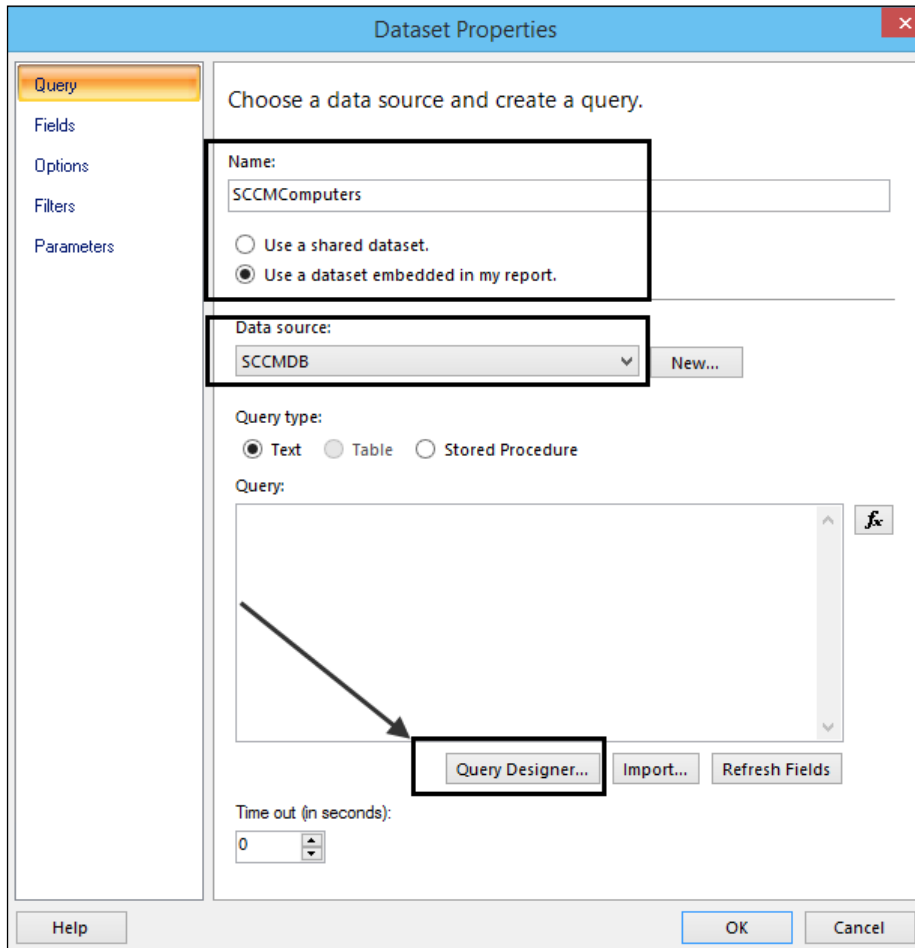 Dataset Properties
Query
Fields
Options
Filters
Parameters
Choose a data source and create a query.
Name:
SCCMComputers
Use a shared dataset.
Use a dataset embedded in my report.
Data source:
SCCMDB
New...
Query type:
Text Table Stored Procedure
Query:
fx
Query Designer... Import... Refresh Fields
Time out (in seconds):
0
Help OK Cancel